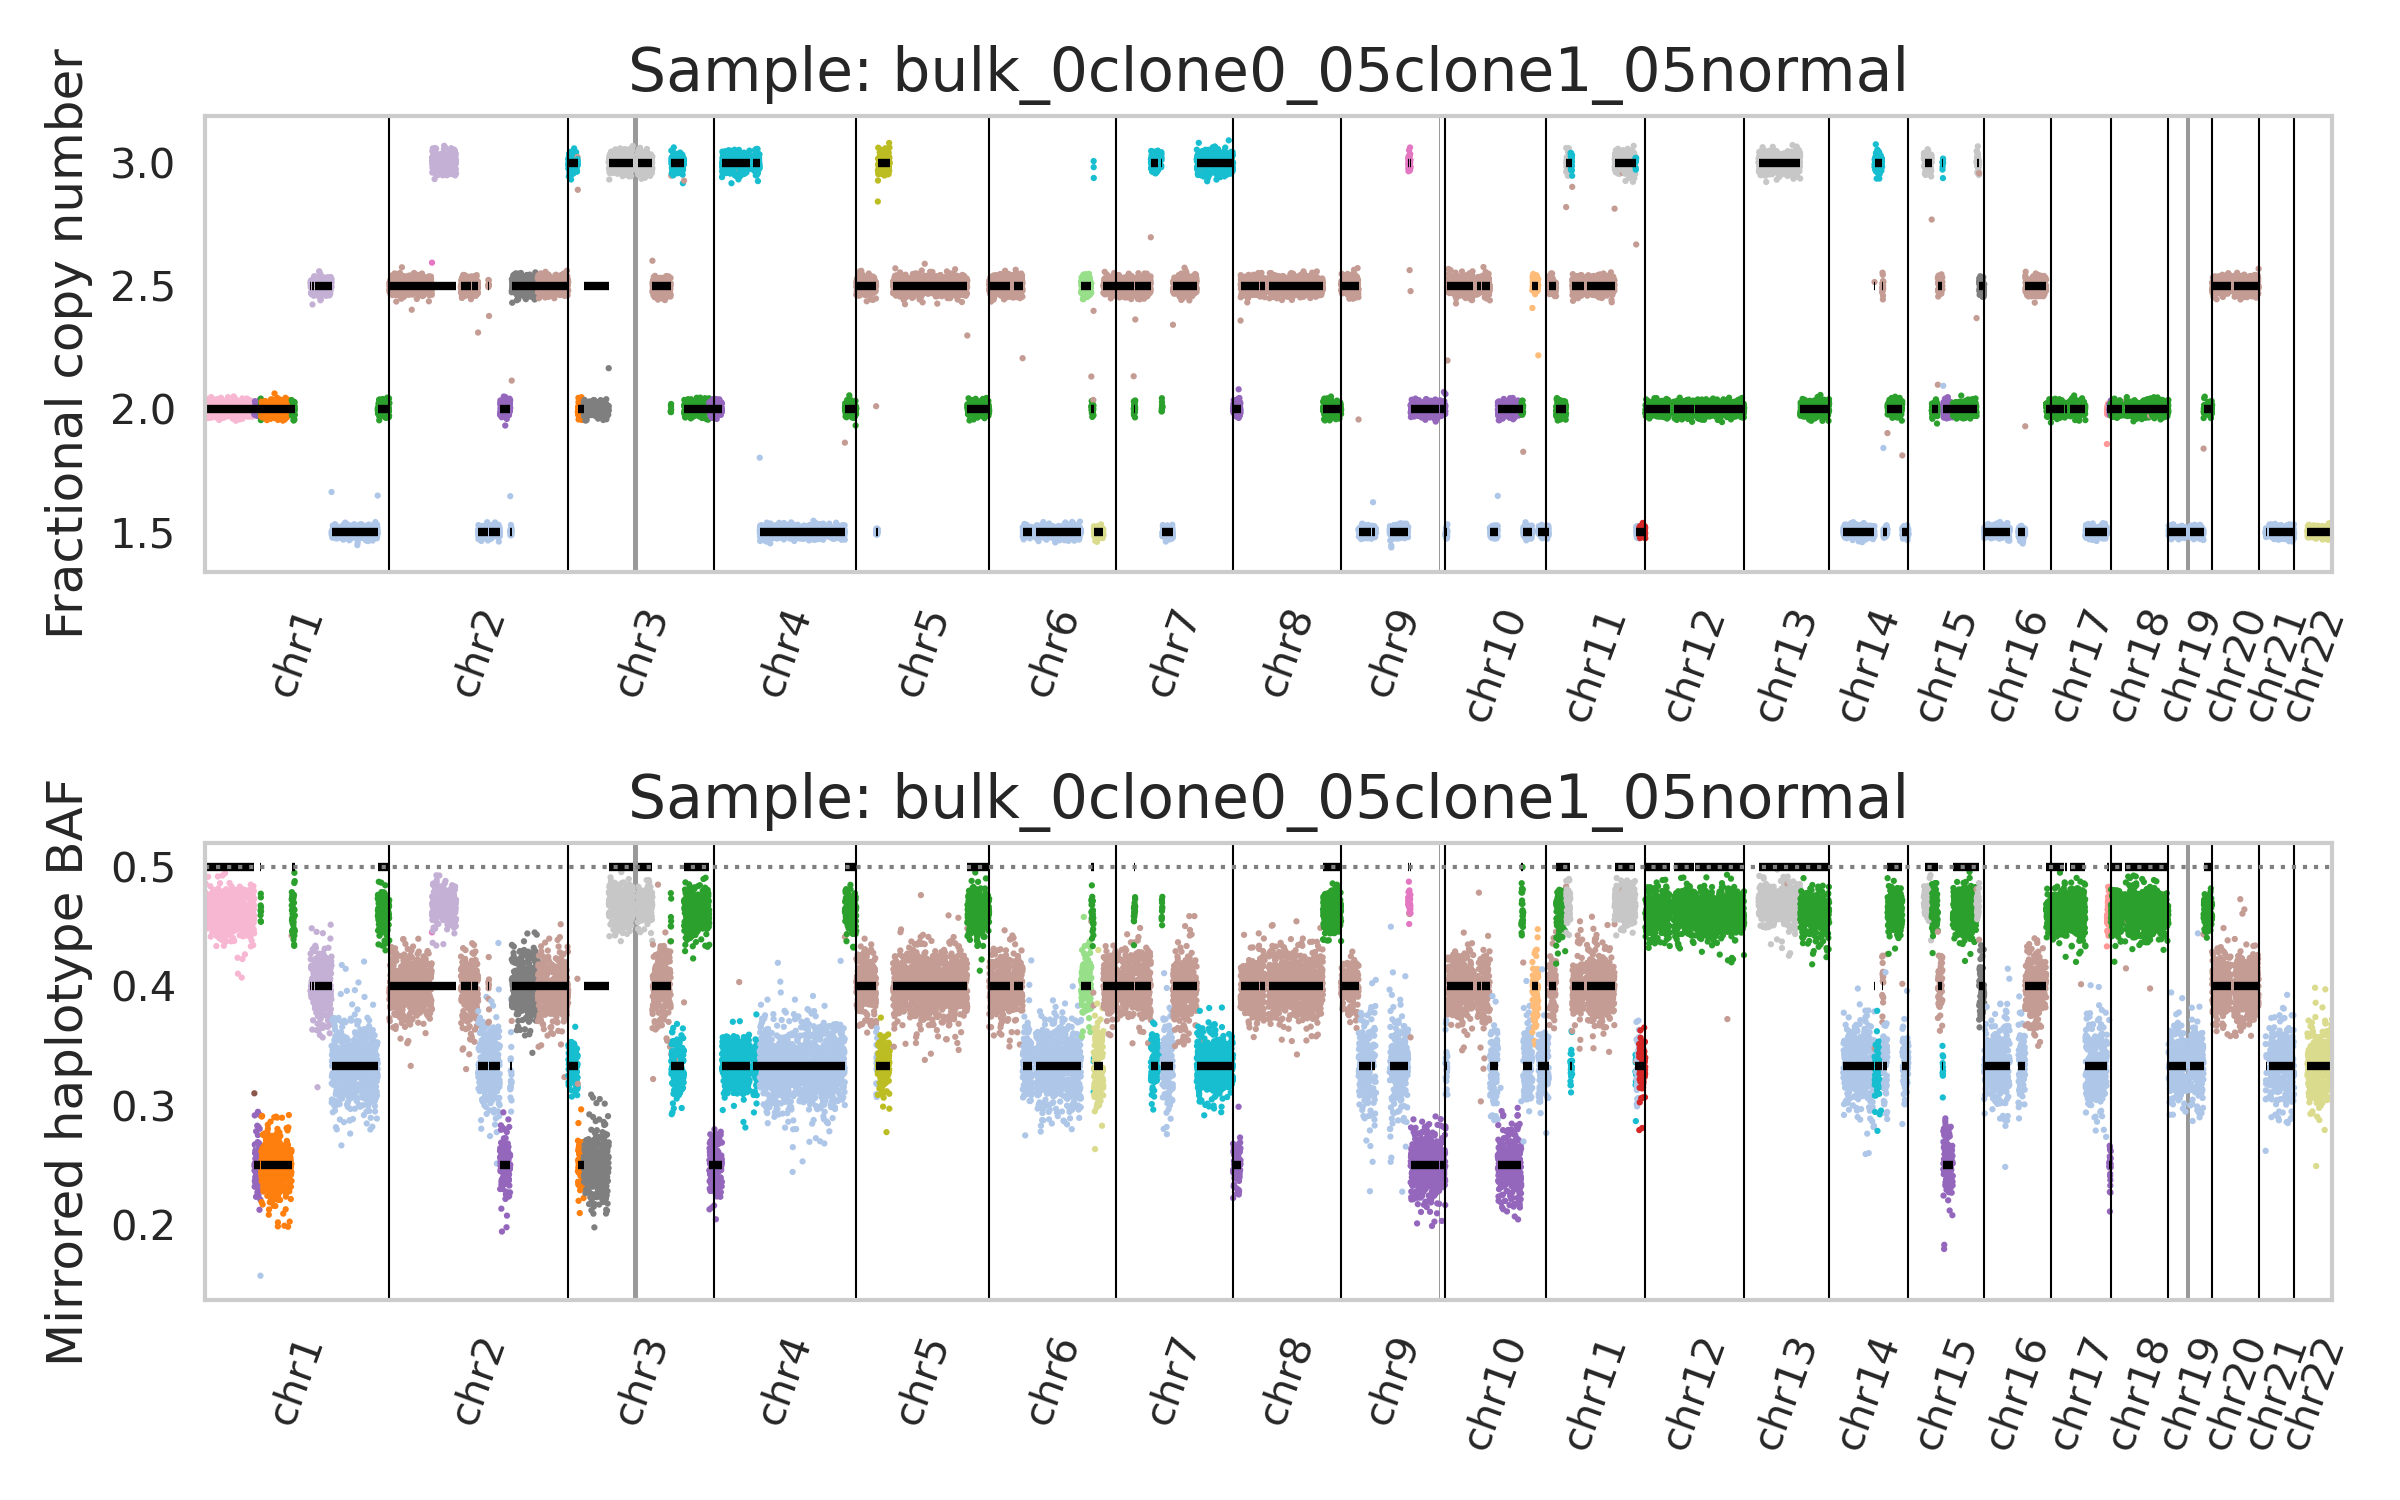 Sample: bulk_0clone0_05clone1_05normal
Fractional copy number
3.0
2.5
2.0
1.5
chr1 chr2 chr3 chr4 chr5 chr6 chr7 chr8 chr9 chr10 chr11 chr12 chr13 chr14 chr15 chr16 chr17 chr18 chr19 chr20 chr21 chr22
Sample: bulk_0clone0_05clone1_05normal
Mirrored haplotype BAF
0.5
0.4
0.3
0.2
chr1 chr2 chr3 chr4 chr5 chr6 chr7 chr8 chr9 chr10 chr11 chr12 chr13 chr14 chr15 chr16 chr17 chr18 chr19 chr20 chr21 chr22